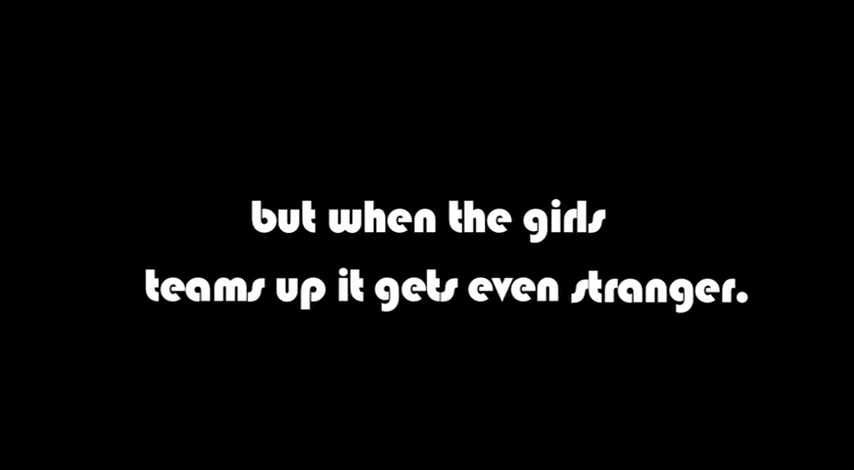 but when the girls
teams up it gets even stranger.